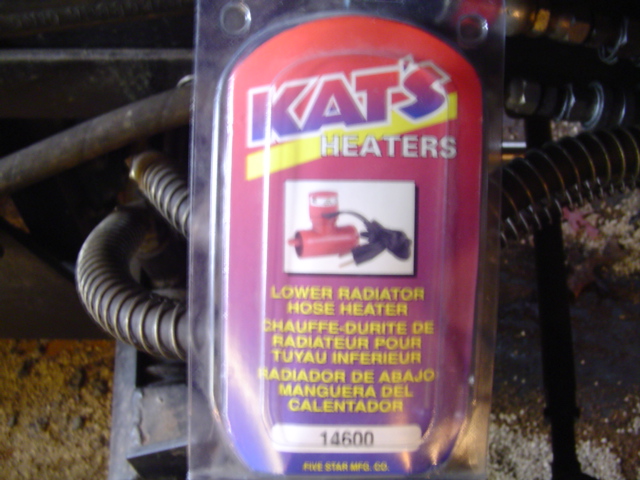 KAT'S
HEATERS
LOWER RADIATOR
HOSE HEATER
CHAUFFE-DURITE DE
RADIATEUR POUR
TUYAU INFERIEUR
RADIADOR DE ABAJO
MANGUERA DEL
CALENTADOR
14600
FIVE STAR MFG. CO.